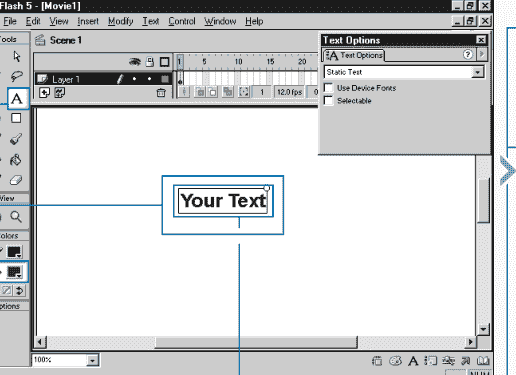 Flash 5 - [Movie1]
File Edit View Insert Modify Text Control Window Help
Tools
Scene 1
Text Options
Text Options
Static Text
Use Device Fonts
Selectable
1 5 10 15 20
Layer 1
1 12.0 fps
A
View
Colors
Your Text
100%
NUM